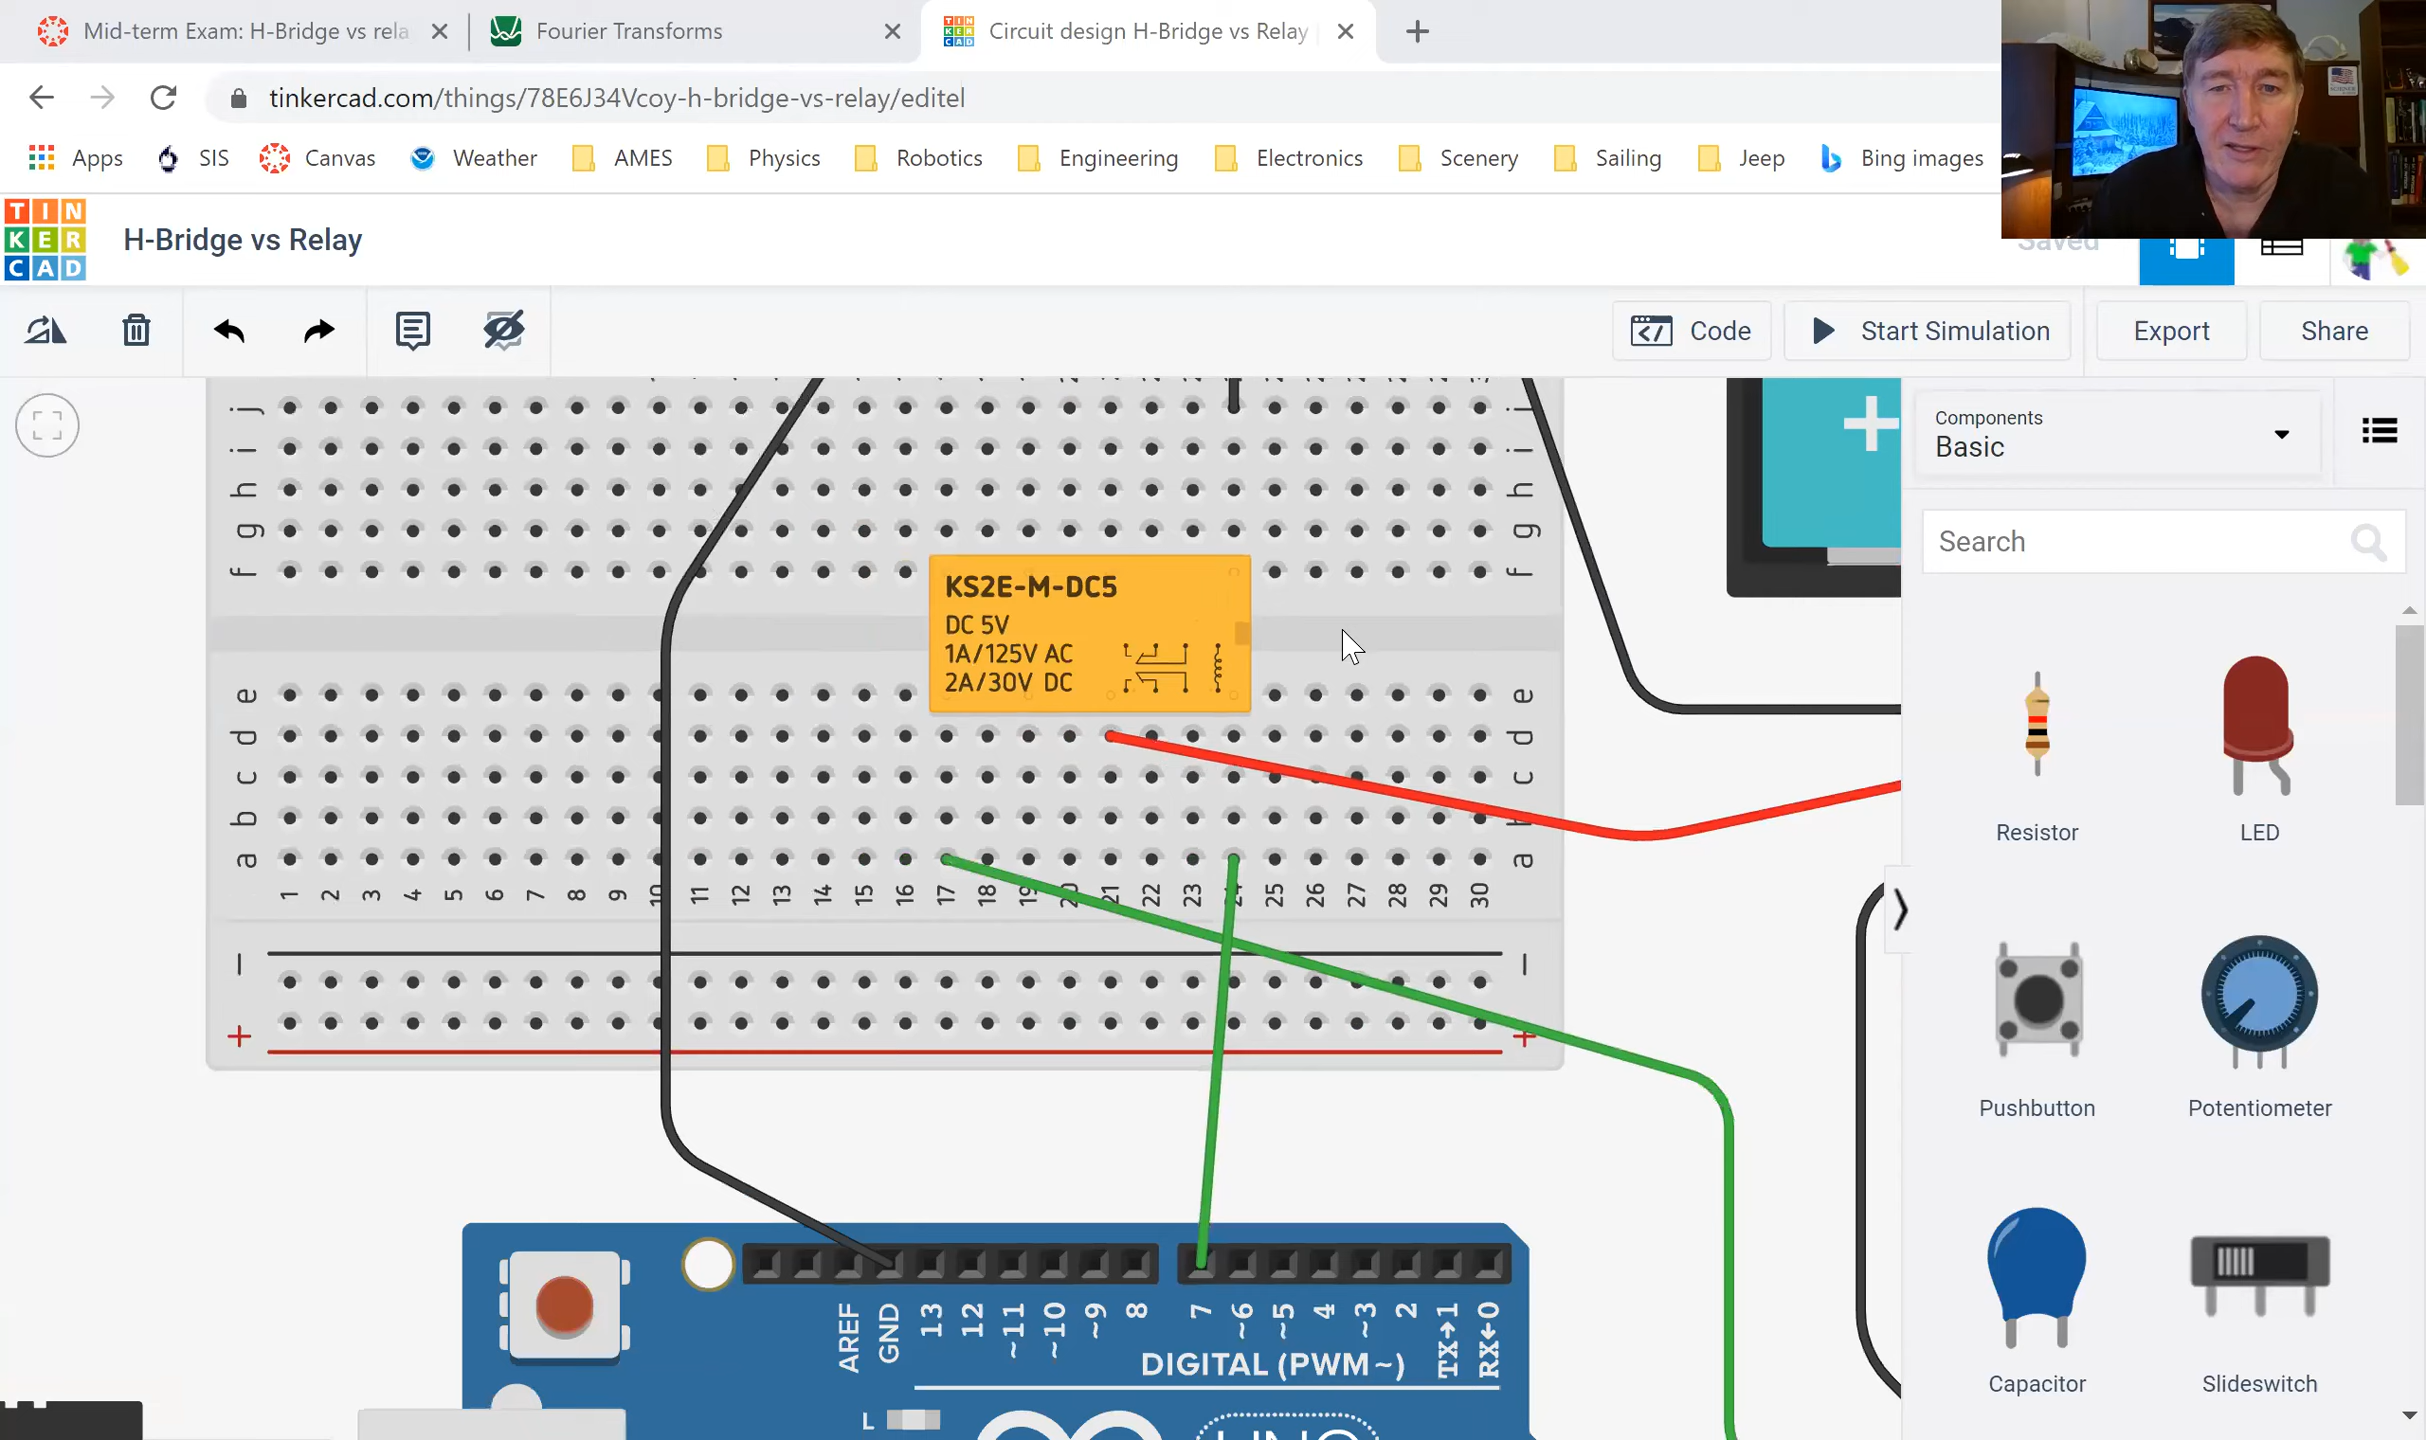 Mid-term Exam: H-Bridge vs rela
Fourier Transforms
Circuit design H-Bridge vs Relay
tinkercad.com/things/78E6J34Vcoy-h-bridge-vs-relay/editel
Apps
SIS
Canvas
Weather
AMES
Physics
Robotics
Engineering
Electronics
Scenery
Sailing
Jeep
Bing images
TIN
KER
CAD
H-Bridge vs Relay
Saved
Code
Start Simulation
Export
Share
Components
Basic
Search
Resistor
LED
Pushbutton
Potentiometer
Capacitor
Slideswitch
j
i
h
g
f
e
d
c
b
a
j
i
h
g
f
e
d
c
b
a
KS2E-M-DC5
DC 5V
1A/125V AC
2A/30V DC
1 2 3 4 5 6 7 8 9 10 11 12 13 14 15 16 17 18 19 20 21 22 23 24 25 26 27 28 29 30
AREF
GND
13
12
~11
~10
~9
8
7
~6
~5
4
~3
2
TX→1
RX←0
DIGITAL (PWM~)
L
UNO